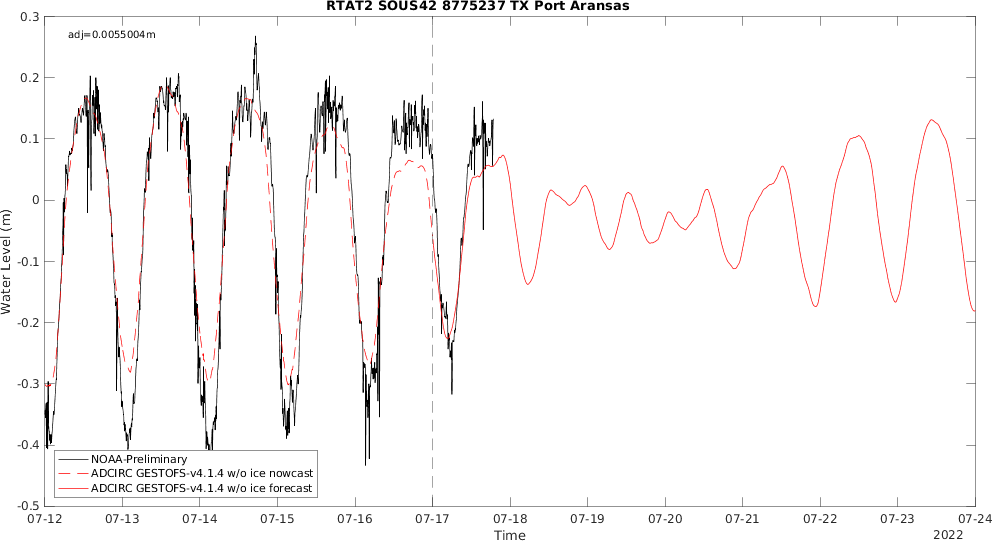 RTAT2 SOUS42 8775237 TX Port Aransas
adj=0.0055004m
0.3
0.2
0.1
0
-0.1
-0.2
-0.3
-0.4
-0.5
Water Level (m)
NOAA-Preliminary
ADCIRC GESTOFS-v4.1.4 w/o ice nowcast
ADCIRC GESTOFS-v4.1.4 w/o ice forecast
07-12 07-13 07-14 07-15 07-16 07-17 07-18 07-19 07-20 07-21 07-22 07-23 07-24
Time
2022